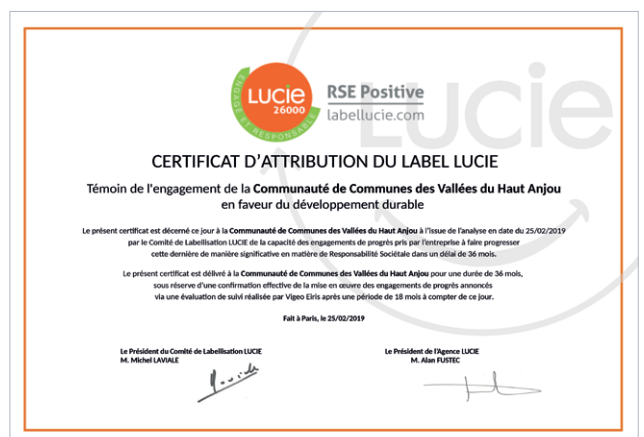 LUCIE
LUCIE
26000
ENGAGÉ ET RESPONSABLE
RSE Positive
labellucie.com
CERTIFICAT D'ATTRIBUTION DU LABEL LUCIE
Témoin de l'engagement de la Communauté de Communes des Vallées du Haut Anjou
en faveur du développement durable
Le présent certificat est décerné ce jour à la Communauté de Communes des Vallées du Haut Anjou à l'issue de l'analyse en date du 25/02/2019
par le Comité de Labellisation LUCIE de la capacité des engagements de progrès pris par l'entreprise à faire progresser
cette dernière de manière significative en matière de Responsabilité Sociétale dans un délai de 36 mois.
Le présent certificat est délivré à la Communauté de Communes des Vallées du Haut Anjou pour une durée de 36 mois,
sous réserve d'une confirmation effective de la mise en œuvre des engagements de progrès annoncés
via une évaluation de suivi réalisée par Vigeo Eiris après une période de 18 mois à compter de ce jour.
Fait à Paris, le 25/02/2019
Le Président du Comité de Labellisation LUCIE
M. Michel LAVIALE
Le Président de l'Agence LUCIE
M. Alan FUSTEC